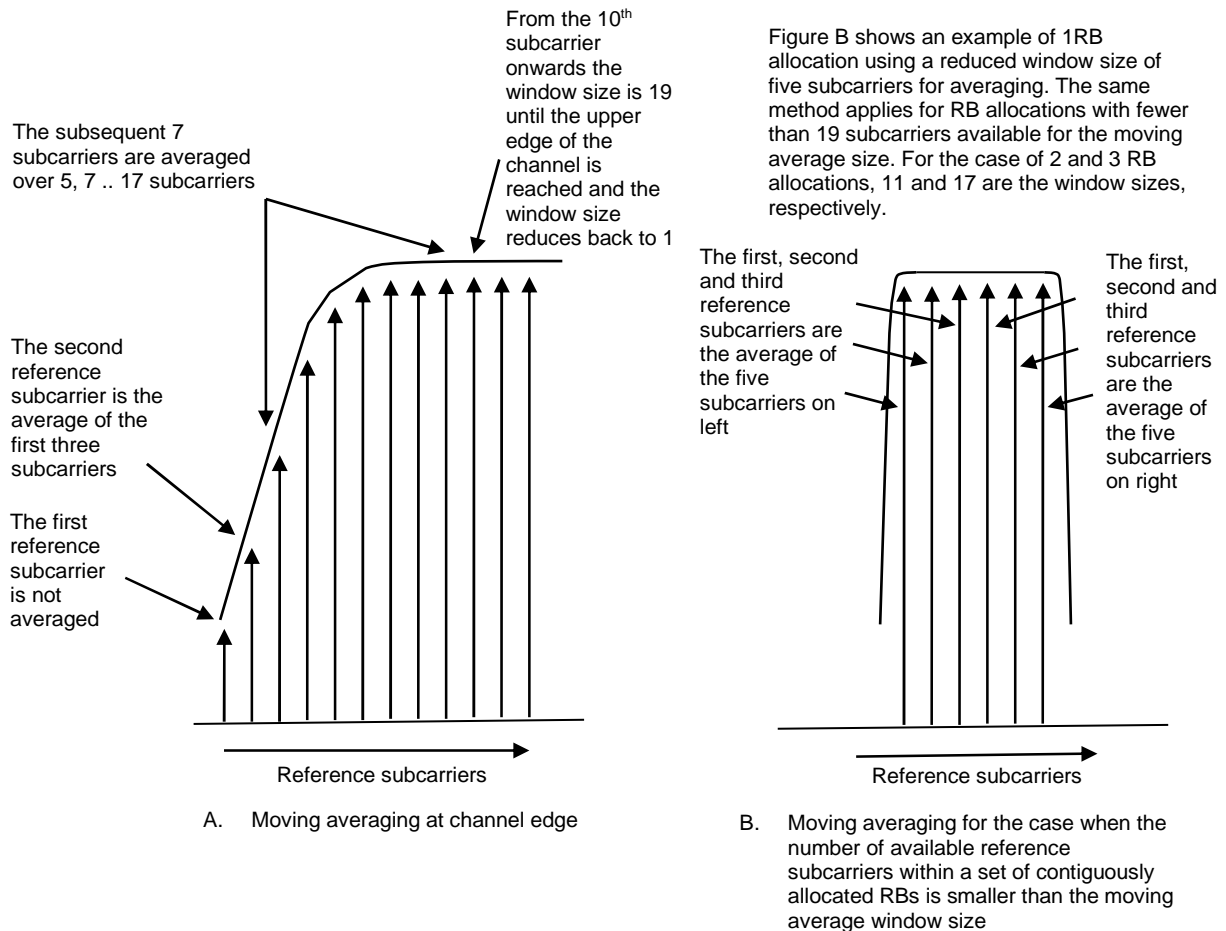 From the 10th
subcarrier
onwards the
window size is 19
until the upper
edge of the
channel is
reached and the
window size
reduces back to 1
The subsequent 7
subcarriers are averaged
over 5, 7 .. 17 subcarriers
The second
reference
subcarrier is the
average of the
first three
subcarriers
The first
reference
subcarrier
is not
averaged
Reference subcarriers
A. Moving averaging at channel edge
Figure B shows an example of 1RB
allocation using a reduced window size of
five subcarriers for averaging. The same
method applies for RB allocations with fewer
than 19 subcarriers available for the moving
average size. For the case of 2 and 3 RB
allocations, 11 and 17 are the window sizes,
respectively.
The first, second
and third
reference
subcarriers are
the average of
the five
subcarriers on
left
The first,
second and
third
reference
subcarriers
are the
average of
the five
subcarriers
on right
Reference subcarriers
B. Moving averaging for the case when the
number of available reference
subcarriers within a set of contiguously
allocated RBs is smaller than the moving
average window size